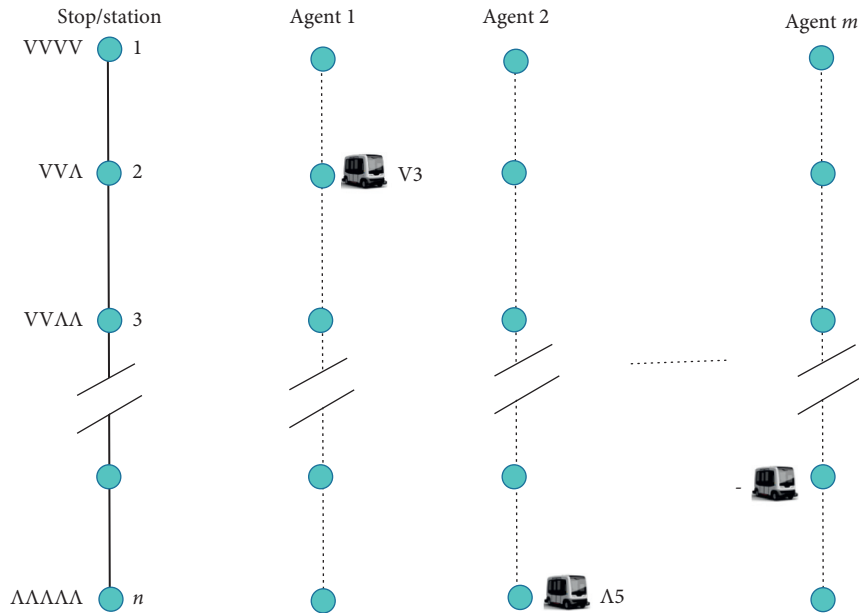 Stop/station Agent 1 Agent 2 Agent m
VVVV 1
VVΛ 2 V3
VVΛΛ 3
-
ΛΛΛΛΛ n Λ5